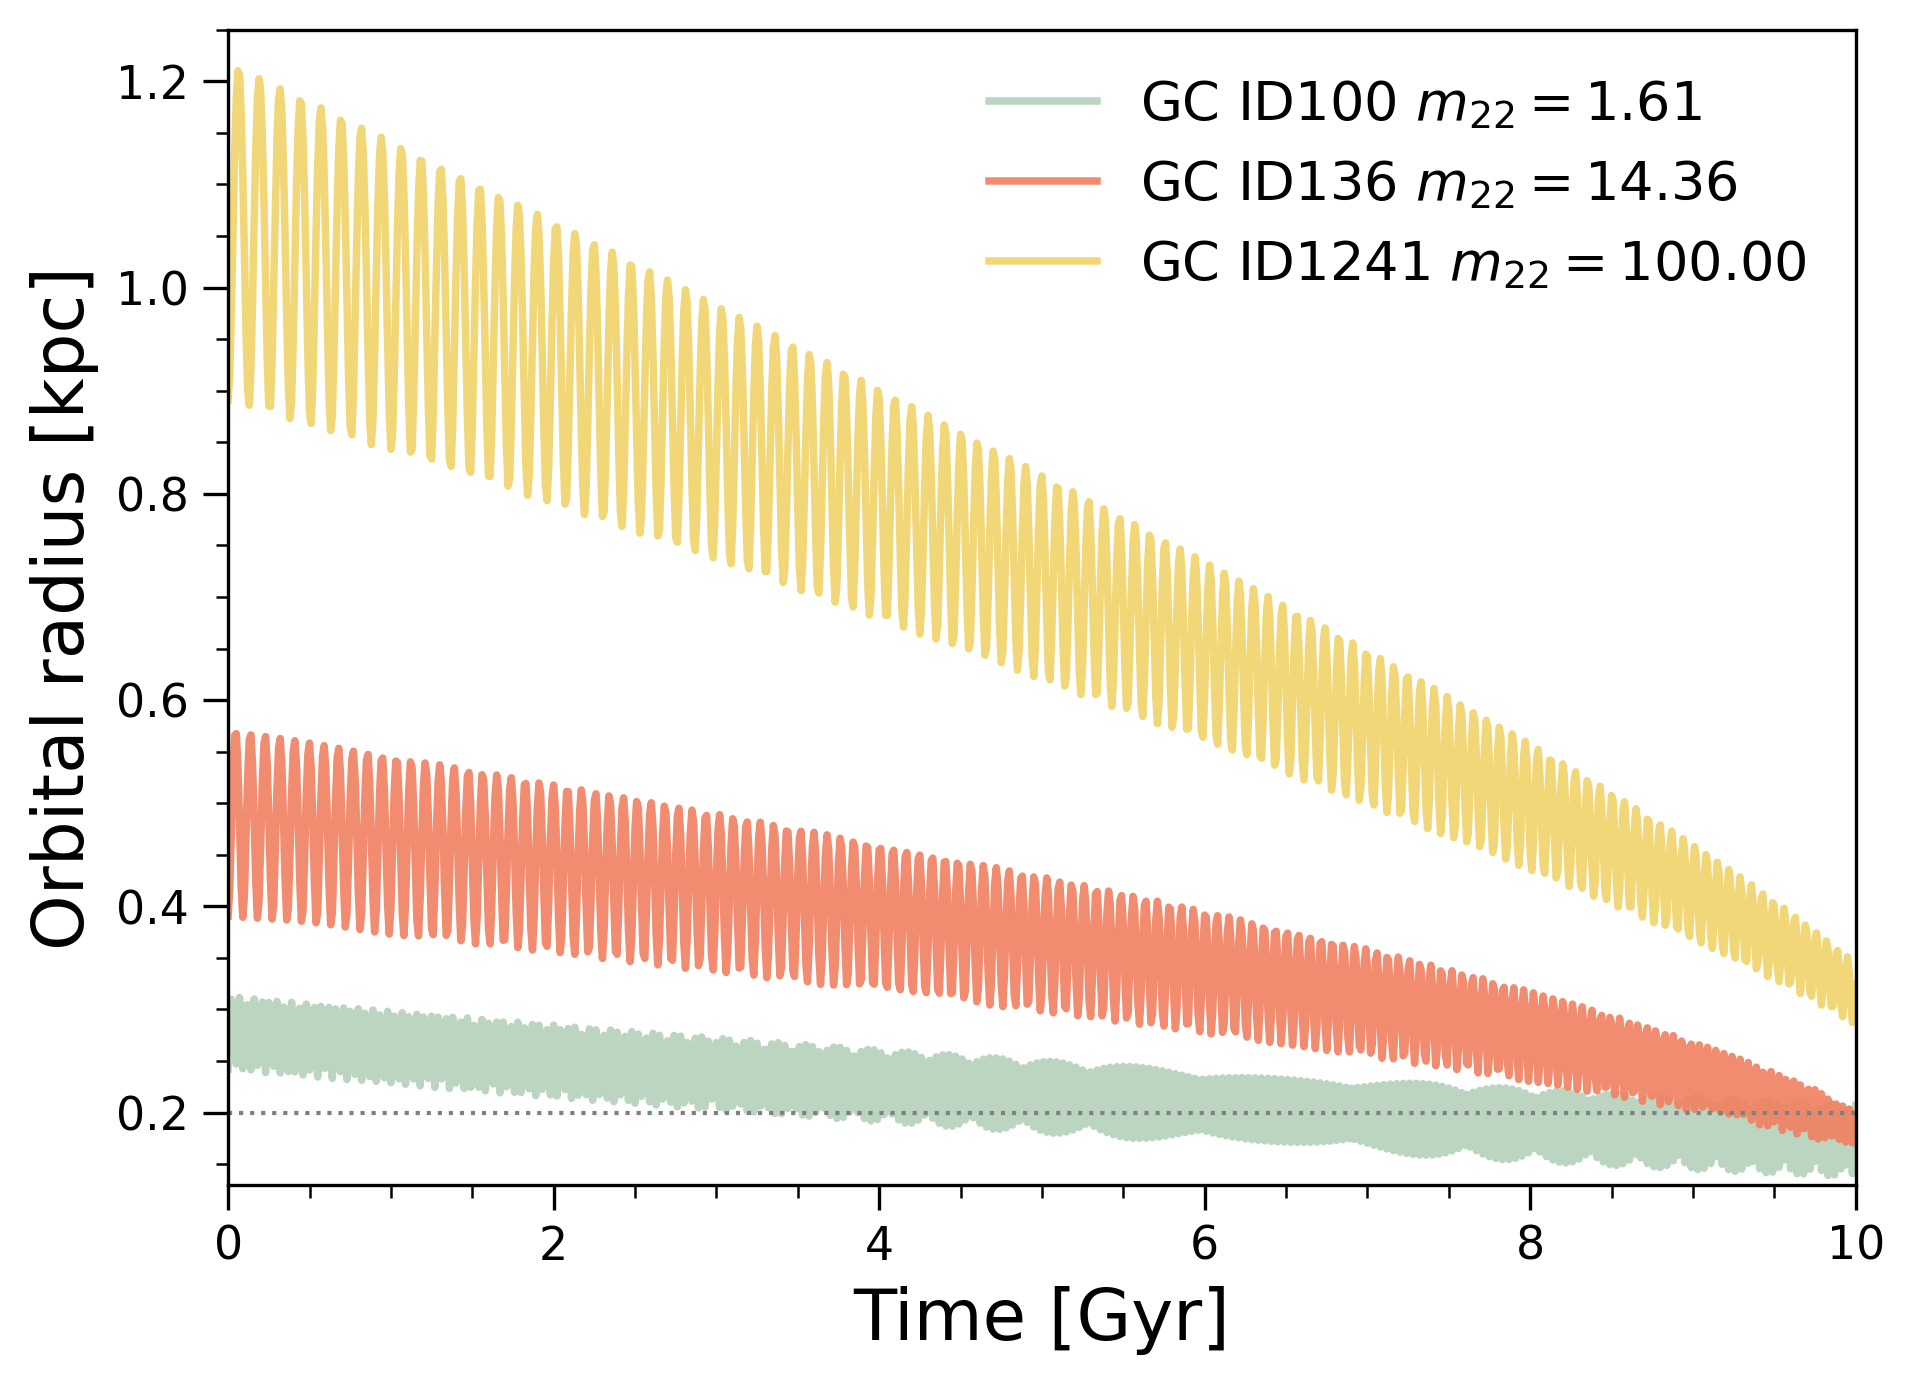 GC ID100 m₂₂ = 1.61
GC ID136 m₂₂ = 14.36
GC ID1241 m₂₂ = 100.00
1.2
1.0
0.8
0.6
0.4
0.2
Orbital radius [kpc]
0 2 4 6 8 10
Time [Gyr]